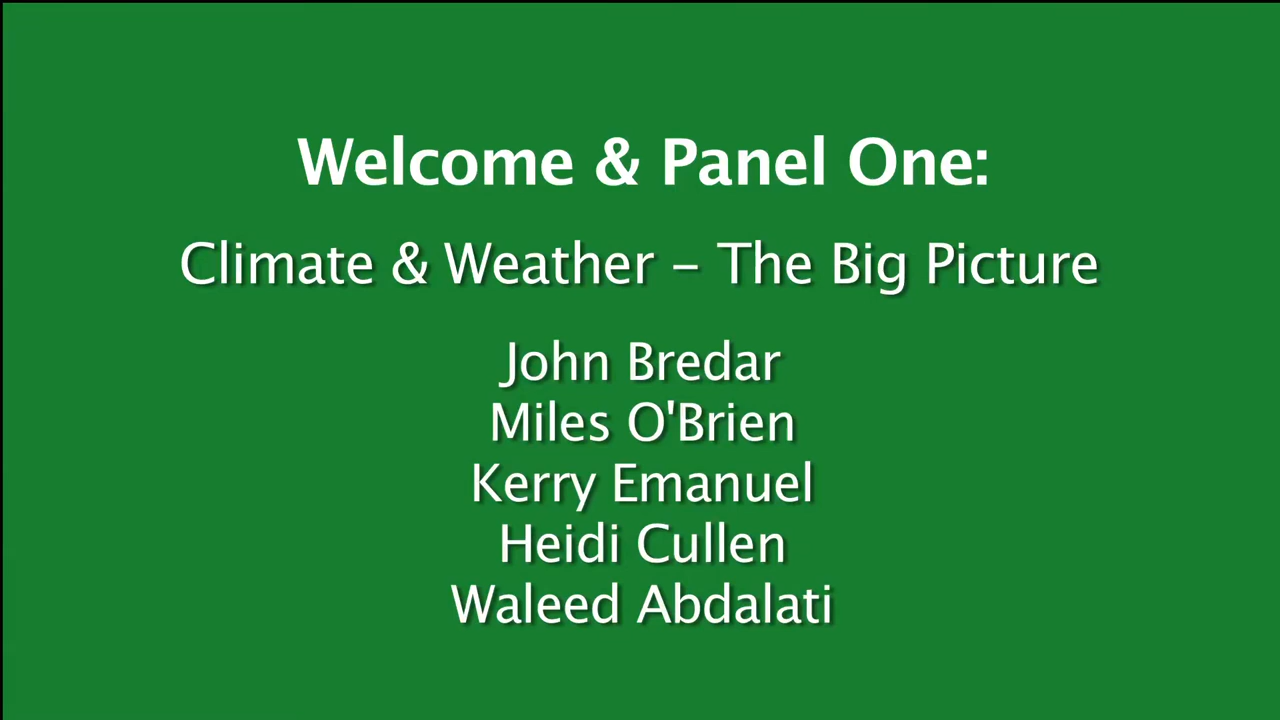 Welcome & Panel One:
Climate & Weather – The Big Picture
John Bredar
Miles O'Brien
Kerry Emanuel
Heidi Cullen
Waleed Abdalati